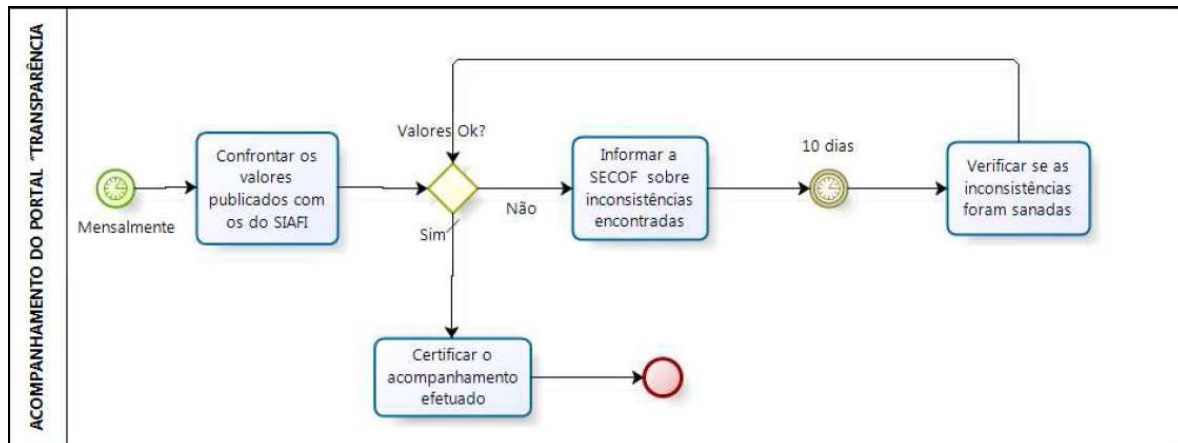 ACOMPANHAMENTO DO PORTAL "TRANSPARÊNCIA
Mensalmente
Confrontar os
valores
publicados com
os do SIAFI
Valores Ok?
Não
Sim
Informar a
SECOF sobre
inconsistências
encontradas
10 dias
Verificar se as
inconsistências
foram sanadas
Certificar o
acompanhamento
efetuado